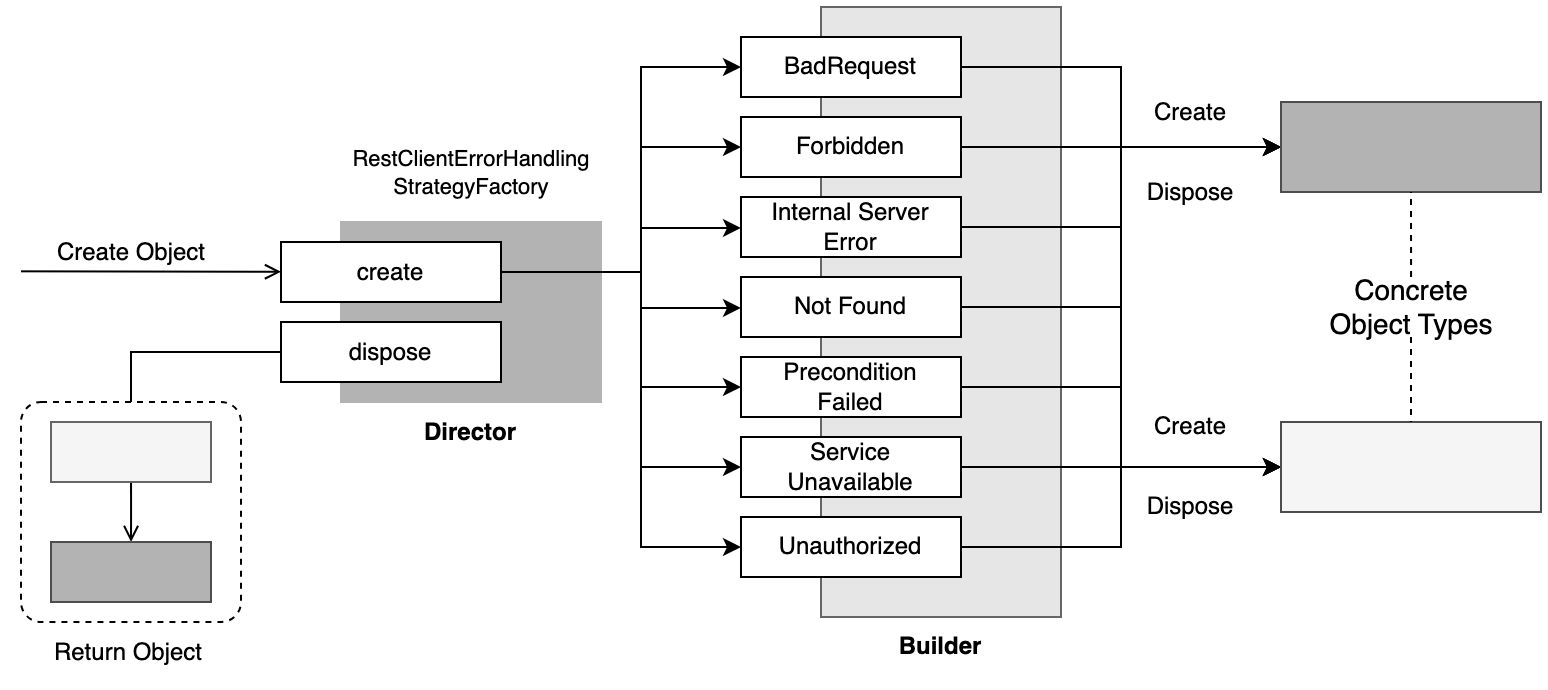 RestClientErrorHandling
StrategyFactory
Create Object
create
dispose
Director
Return Object
BadRequest
Forbidden
Internal Server
Error
Not Found
Precondition
Failed
Service
Unavailable
Unauthorized
Builder
Create
Dispose
Concrete
Object Types
Create
Dispose